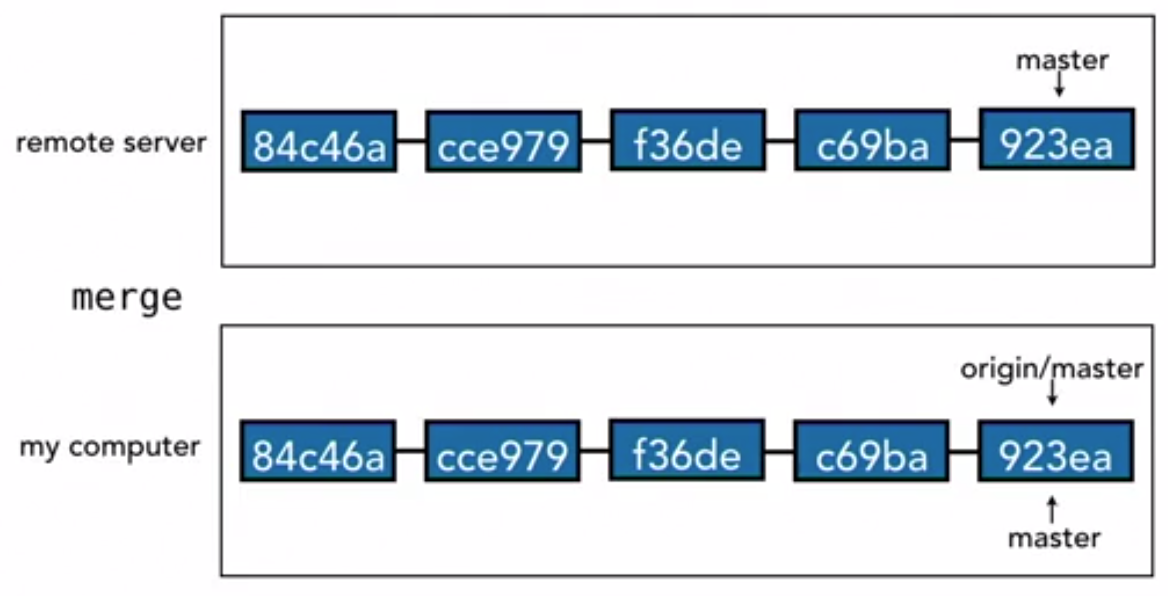 master
remote server
84c46a
cce979
f36de
c69ba
923ea
merge
origin/master
my computer
84c46a
cce979
f36de
c69ba
923ea
master